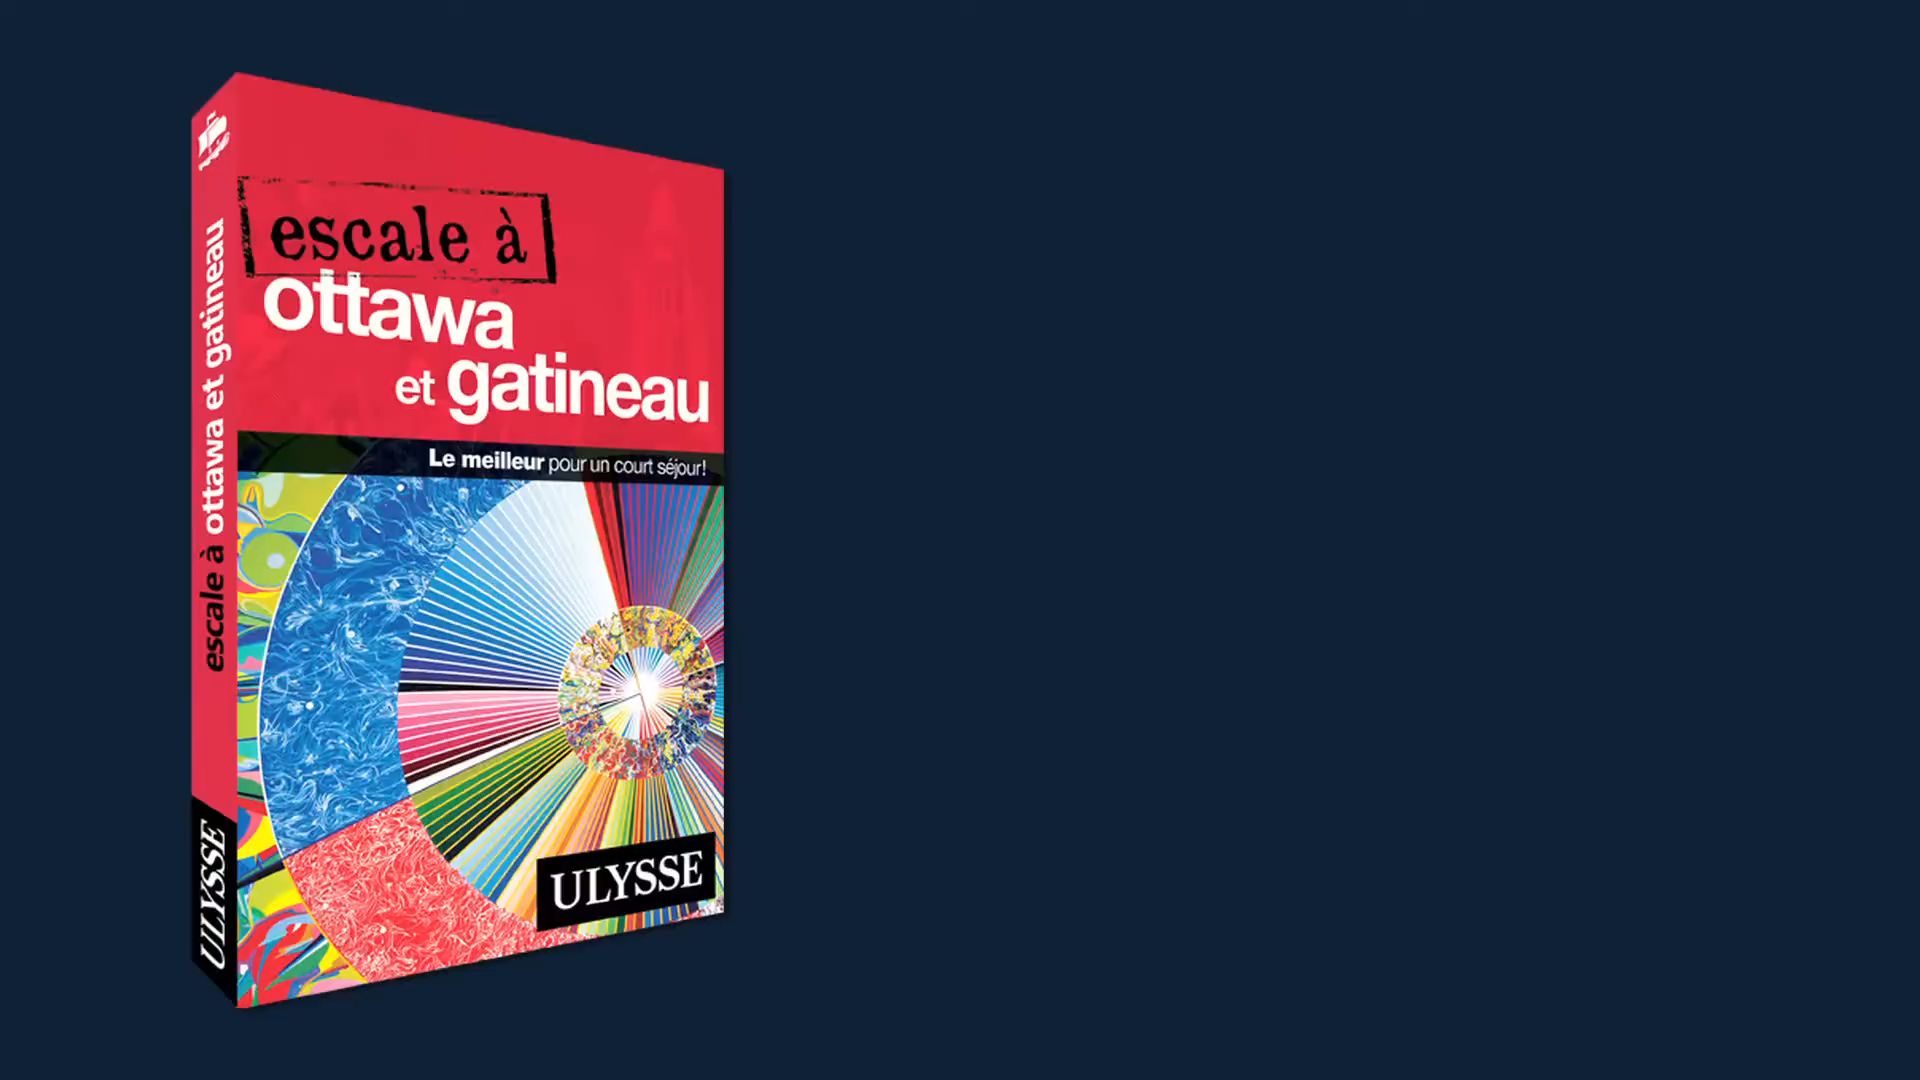 escale à
ottawa
et gatineau
Le meilleur pour un court séjour!
ULYSSE
escale à ottawa et gatineau
ULYSSE